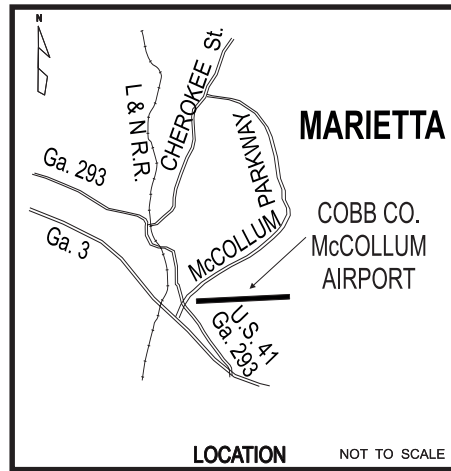 N
L & N R.R.
CHEROKEE St.
MARIETTA
Ga. 293
PARKWAY
McCOLLUM
Ga. 3
COBB CO.
McCOLLUM
AIRPORT
U.S. 41
Ga. 293
LOCATION
NOT TO SCALE